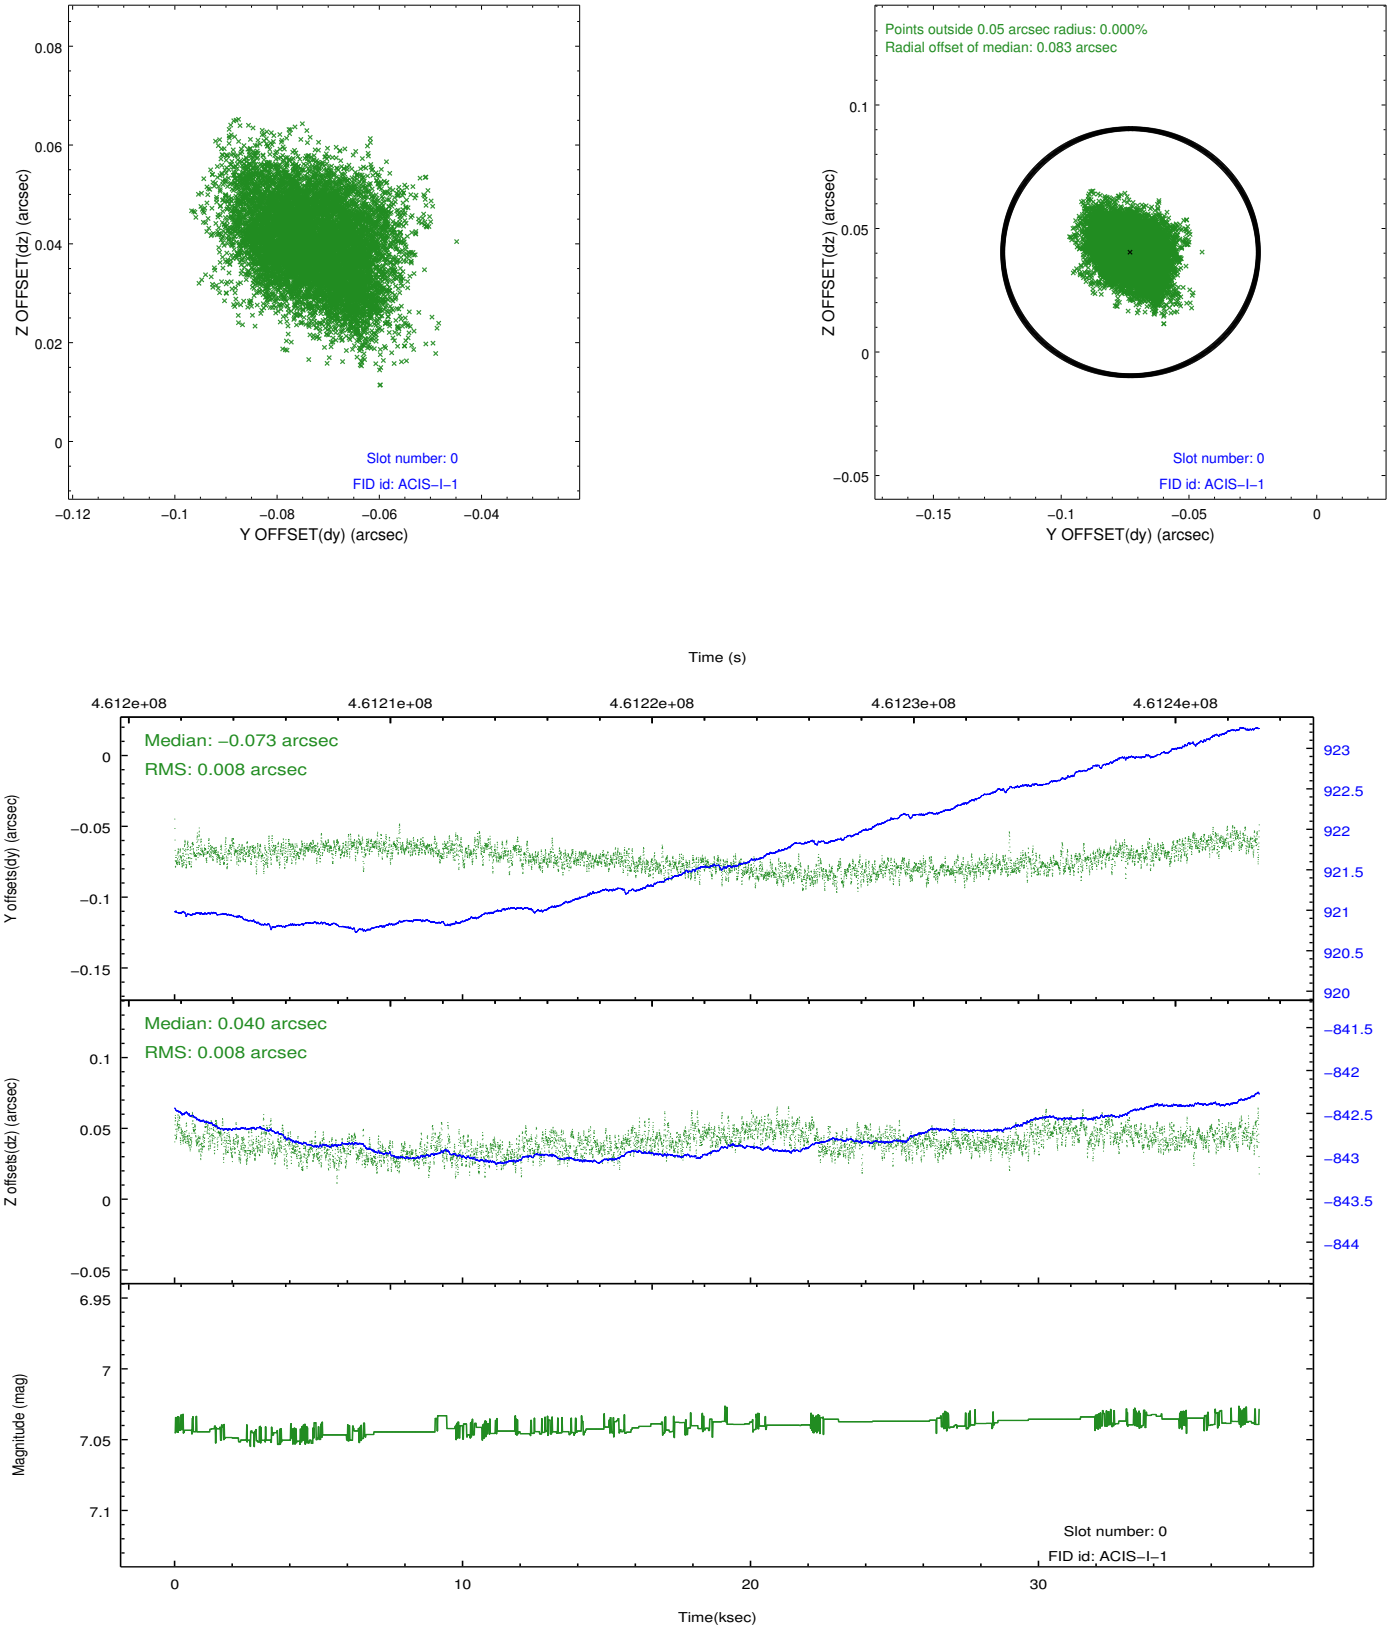 0.08
0.06
0.04
0.02
0
−0.12
−0.1
−0.08
−0.06
−0.04
Z OFFSET(dz) (arcsec)
Y OFFSET(dy) (arcsec)
Slot number: 0
FID id: ACIS−I−1
Points outside 0.05 arcsec radius: 0.000%
Radial offset of median: 0.083 arcsec
0.1
0.05
0
−0.05
−0.15
−0.1
−0.05
0
Z OFFSET(dz) (arcsec)
Y OFFSET(dy) (arcsec)
Slot number: 0
FID id: ACIS−I−1
Time (s)
4.612e+08
4.6121e+08
4.6122e+08
4.6123e+08
4.6124e+08
Median: −0.073 arcsec
RMS: 0.008 arcsec
Y offsets(dy) (arcsec)
0
−0.05
−0.1
−0.15
923
922.5
922
921.5
921
920.5
920
Median: 0.040 arcsec
RMS: 0.008 arcsec
Z offsets(dz) (arcsec)
0.1
0.05
0
−0.05
−841.5
−842
−842.5
−843
−843.5
−844
Magnitude (mag)
6.95
7
7.05
7.1
Slot number: 0
FID id: ACIS−I−1
0
10
20
30
Time(ksec)